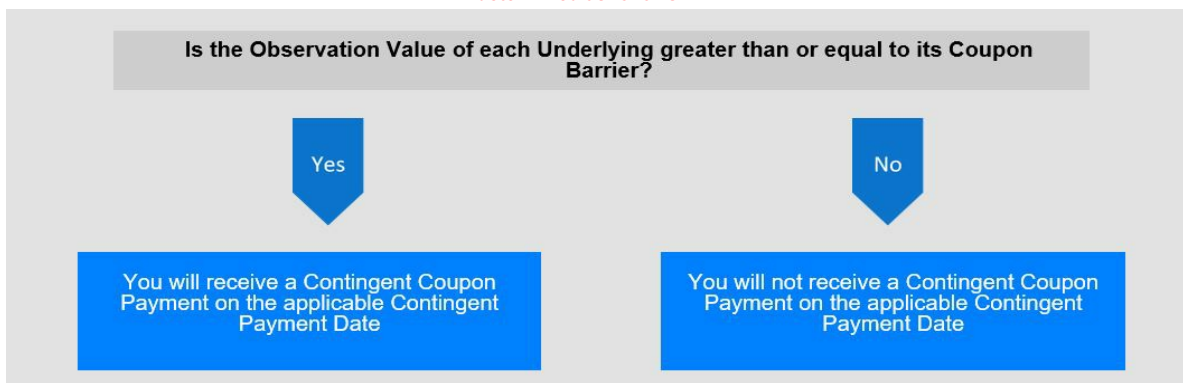 Is the Observation Value of each Underlying greater than or equal to its Coupon
Barrier?
Yes
No
You will receive a Contingent Coupon
Payment on the applicable Contingent
Payment Date
You will not receive a Contingent Coupon
Payment on the applicable Contingent
Payment Date